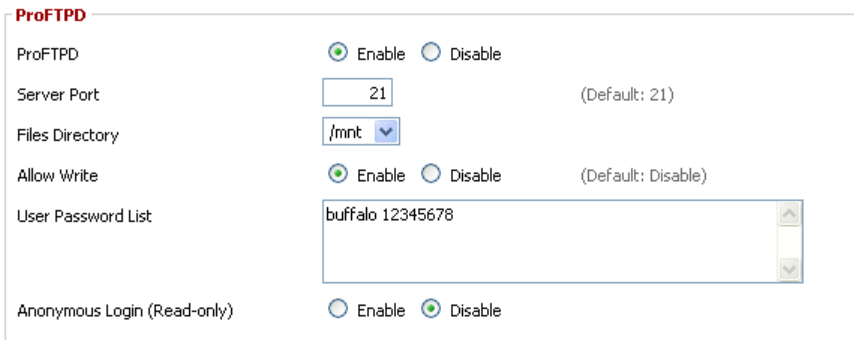 ProFTPD
ProFTPD Enable Disable
Server Port 21 (Default: 21)
Files Directory /mnt
Allow Write Enable Disable (Default: Disable)
User Password List buffalo 12345678
Anonymous Login (Read-only) Enable Disable